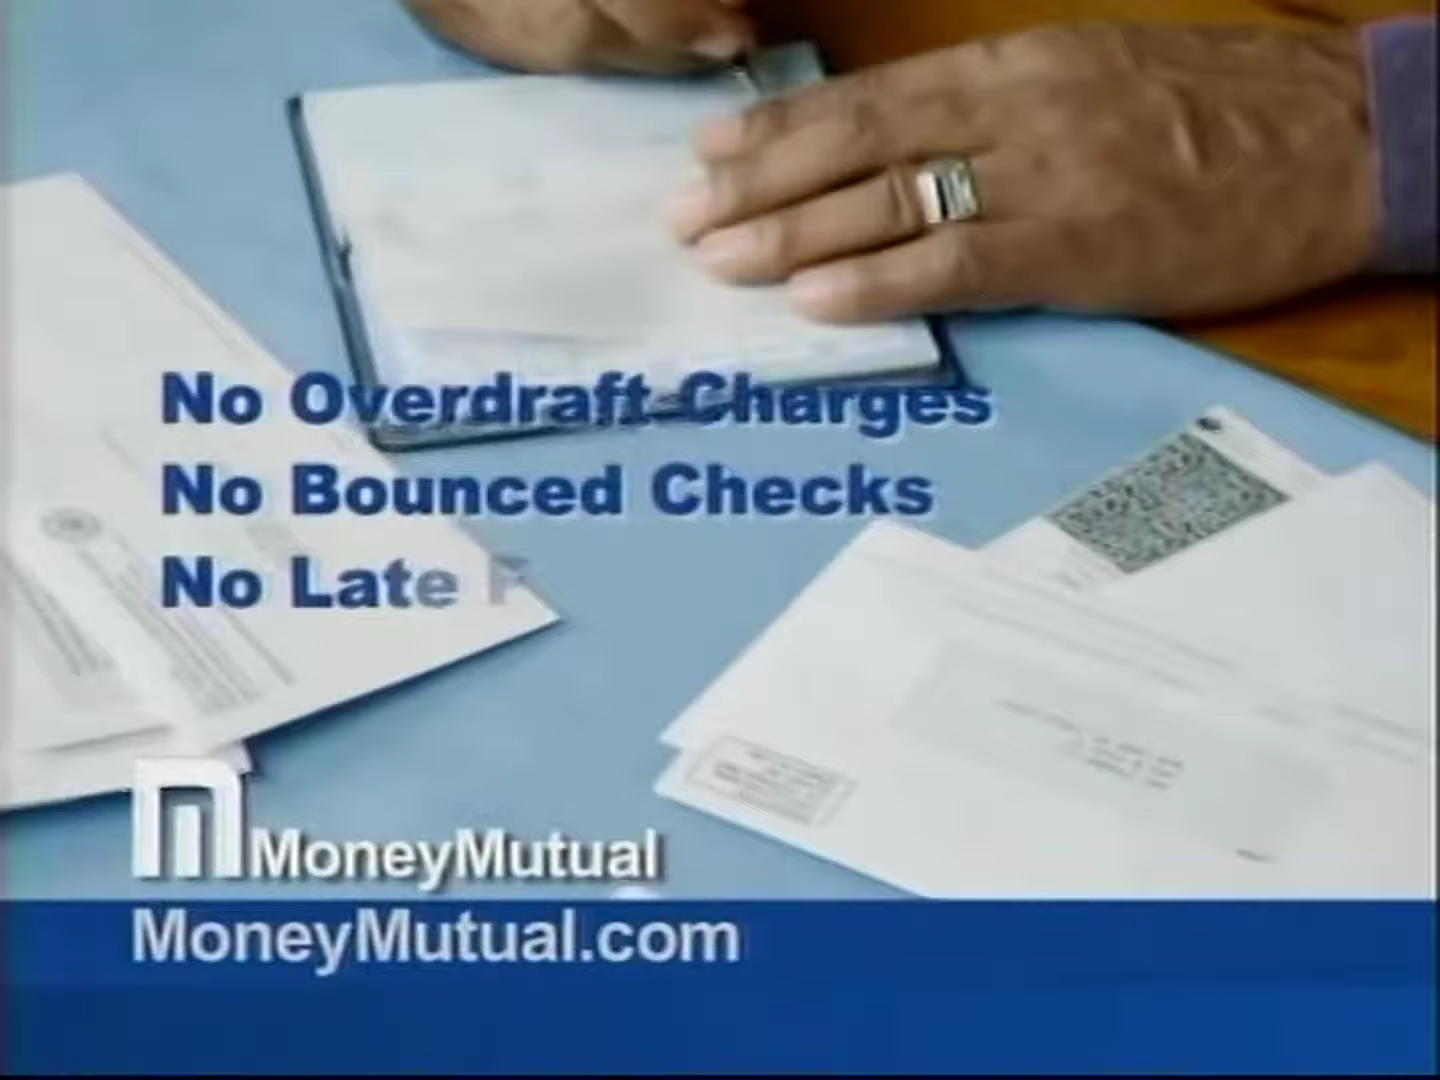 No Overdraft Charges
No Bounced Checks
No Late F
MoneyMutual
MoneyMutual.com